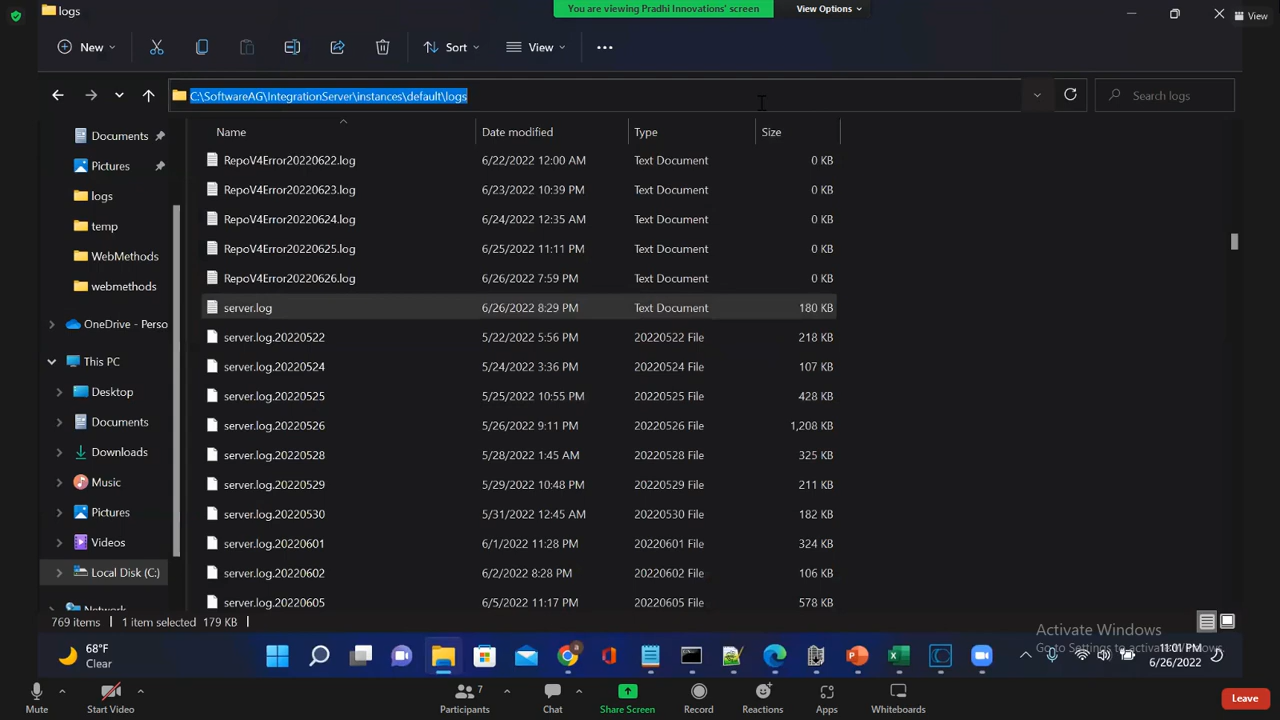 logs
You are viewing Pradhi Innovations' screen
View Options
View
New
Sort
View
C:\SoftwareAG\IntegrationServer\instances\default\logs
Search logs
Name Date modified Type Size
Documents
Pictures
logs
temp
WebMethods
webmethods
OneDrive - Perso
This PC
Desktop
Documents
Downloads
Music
Pictures
Videos
Local Disk (C:)
Network
RepoV4Error20220622.log 6/22/2022 12:00 AM Text Document 0 KB
RepoV4Error20220623.log 6/23/2022 10:39 PM Text Document 0 KB
RepoV4Error20220624.log 6/24/2022 12:35 AM Text Document 0 KB
RepoV4Error20220625.log 6/25/2022 11:11 PM Text Document 0 KB
RepoV4Error20220626.log 6/26/2022 7:59 PM Text Document 0 KB
server.log 6/26/2022 8:29 PM Text Document 180 KB
server.log.20220522 5/22/2022 5:56 PM 20220522 File 218 KB
server.log.20220524 5/24/2022 3:36 PM 20220524 File 107 KB
server.log.20220525 5/25/2022 10:55 PM 20220525 File 428 KB
server.log.20220526 5/26/2022 9:11 PM 20220526 File 1,208 KB
server.log.20220528 5/28/2022 1:45 AM 20220528 File 325 KB
server.log.20220529 5/29/2022 10:48 PM 20220529 File 211 KB
server.log.20220530 5/31/2022 12:45 AM 20220530 File 182 KB
server.log.20220601 6/1/2022 11:28 PM 20220601 File 324 KB
server.log.20220602 6/2/2022 8:28 PM 20220602 File 106 KB
server.log.20220605 6/5/2022 11:17 PM 20220605 File 578 KB
769 items 1 item selected 179 KB
Activate Windows
Go to Settings to activate Windows.
68°F
Clear
11:01 PM
6/26/2022
Mute
Start Video
Participants 7
Chat
Share Screen
Record
Reactions
Apps
Whiteboards
Leave